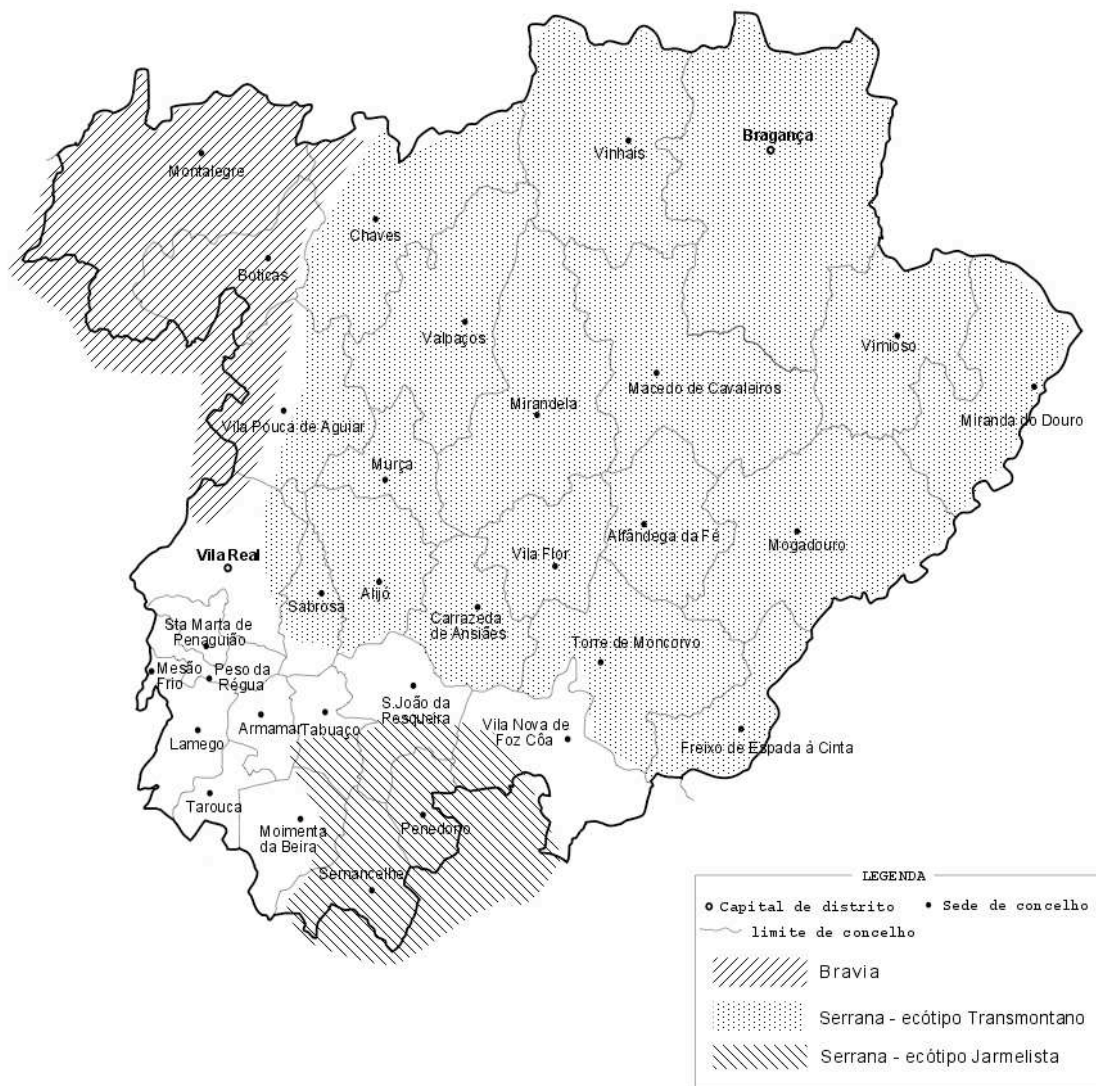 Bragança
Vinhais
Montalegre
Chaves
Boticas
Valpaços
Vimioso
Macedo de Cavaleiros
Mirandela
Miranda do Douro
Vila Pouca de Aguiar
Murça
Alfândega da Fé
Mogadouro
Vila Real
Vila Flor
Alijó
Sabrosa
Carrazeda
de Ansiães
Sta Marta de
Penaguião
Torre de Moncorvo
Mesão
Frio
Peso da
Régua
S.João da
Pesqueira
Armamar
Tabuaço
Vila Nova de
Foz Côa
Lamego
Freixo de Espada à Cinta
Tarouca
Moimenta
da Beira
Penedono
Sernancelhe
LEGENDA
Capital de distrito
Sede de concelho
limite de concelho
Bravia
Serrana - ecótipo Transmontano
Serrana - ecótipo Jarmelista